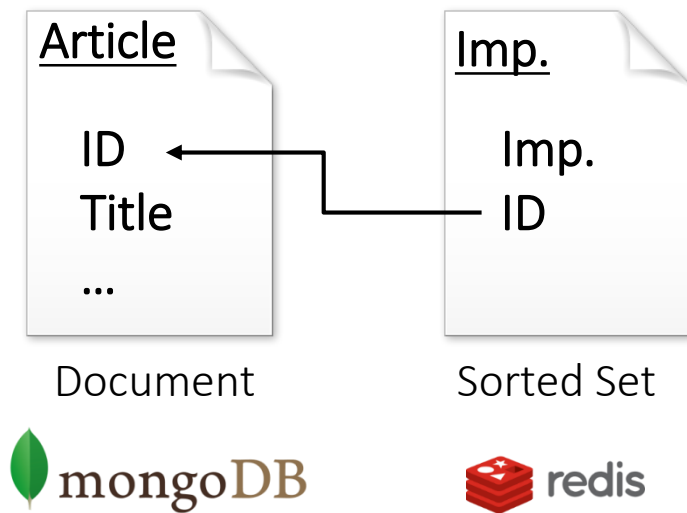 Article
ID
Title
...
Document
mongoDB
Imp.
Imp.
ID
Sorted Set
redis